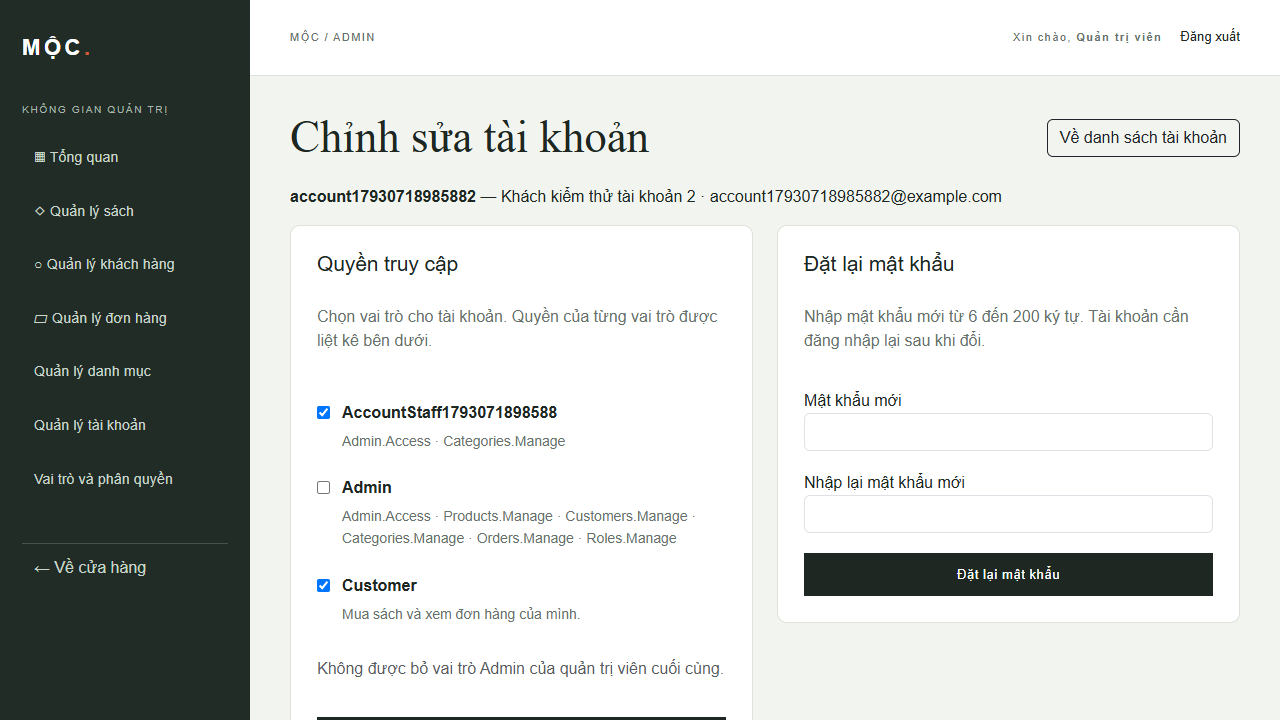 MỘC.
KHÔNG GIAN QUẢN TRỊ
▦ Tổng quan
◇ Quản lý sách
○ Quản lý khách hàng
▱ Quản lý đơn hàng
Quản lý danh mục
Quản lý tài khoản
Vai trò và phân quyền
← Về cửa hàng
MỘC / ADMIN
Xin chào, Quản trị viên
Đăng xuất
Chỉnh sửa tài khoản
Về danh sách tài khoản
account17930718985882 — Khách kiểm thử tài khoản 2 · account17930718985882@example.com
Quyền truy cập
Chọn vai trò cho tài khoản. Quyền của từng vai trò được
liệt kê bên dưới.
AccountStaff1793071898588
Admin.Access · Categories.Manage
Admin
Admin.Access · Products.Manage · Customers.Manage ·
Categories.Manage · Orders.Manage · Roles.Manage
Customer
Mua sách và xem đơn hàng của mình.
Không được bỏ vai trò Admin của quản trị viên cuối cùng.
Đặt lại mật khẩu
Nhập mật khẩu mới từ 6 đến 200 ký tự. Tài khoản cần
đăng nhập lại sau khi đổi.
Mật khẩu mới
Nhập lại mật khẩu mới
Đặt lại mật khẩu